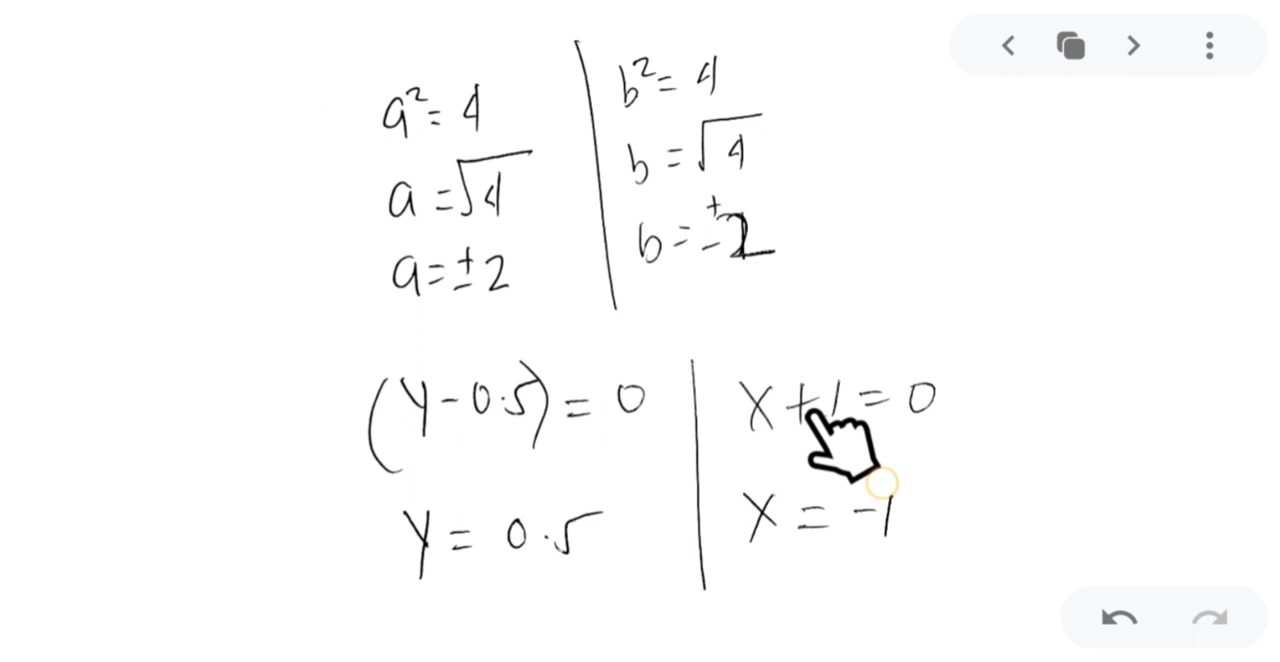 a² = 4
a = √4
a = ± 2
b² = 4
b = √4
b = ± 2
(y - 0.5) = 0
y = 0.5
x + 1 = 0
x = -1